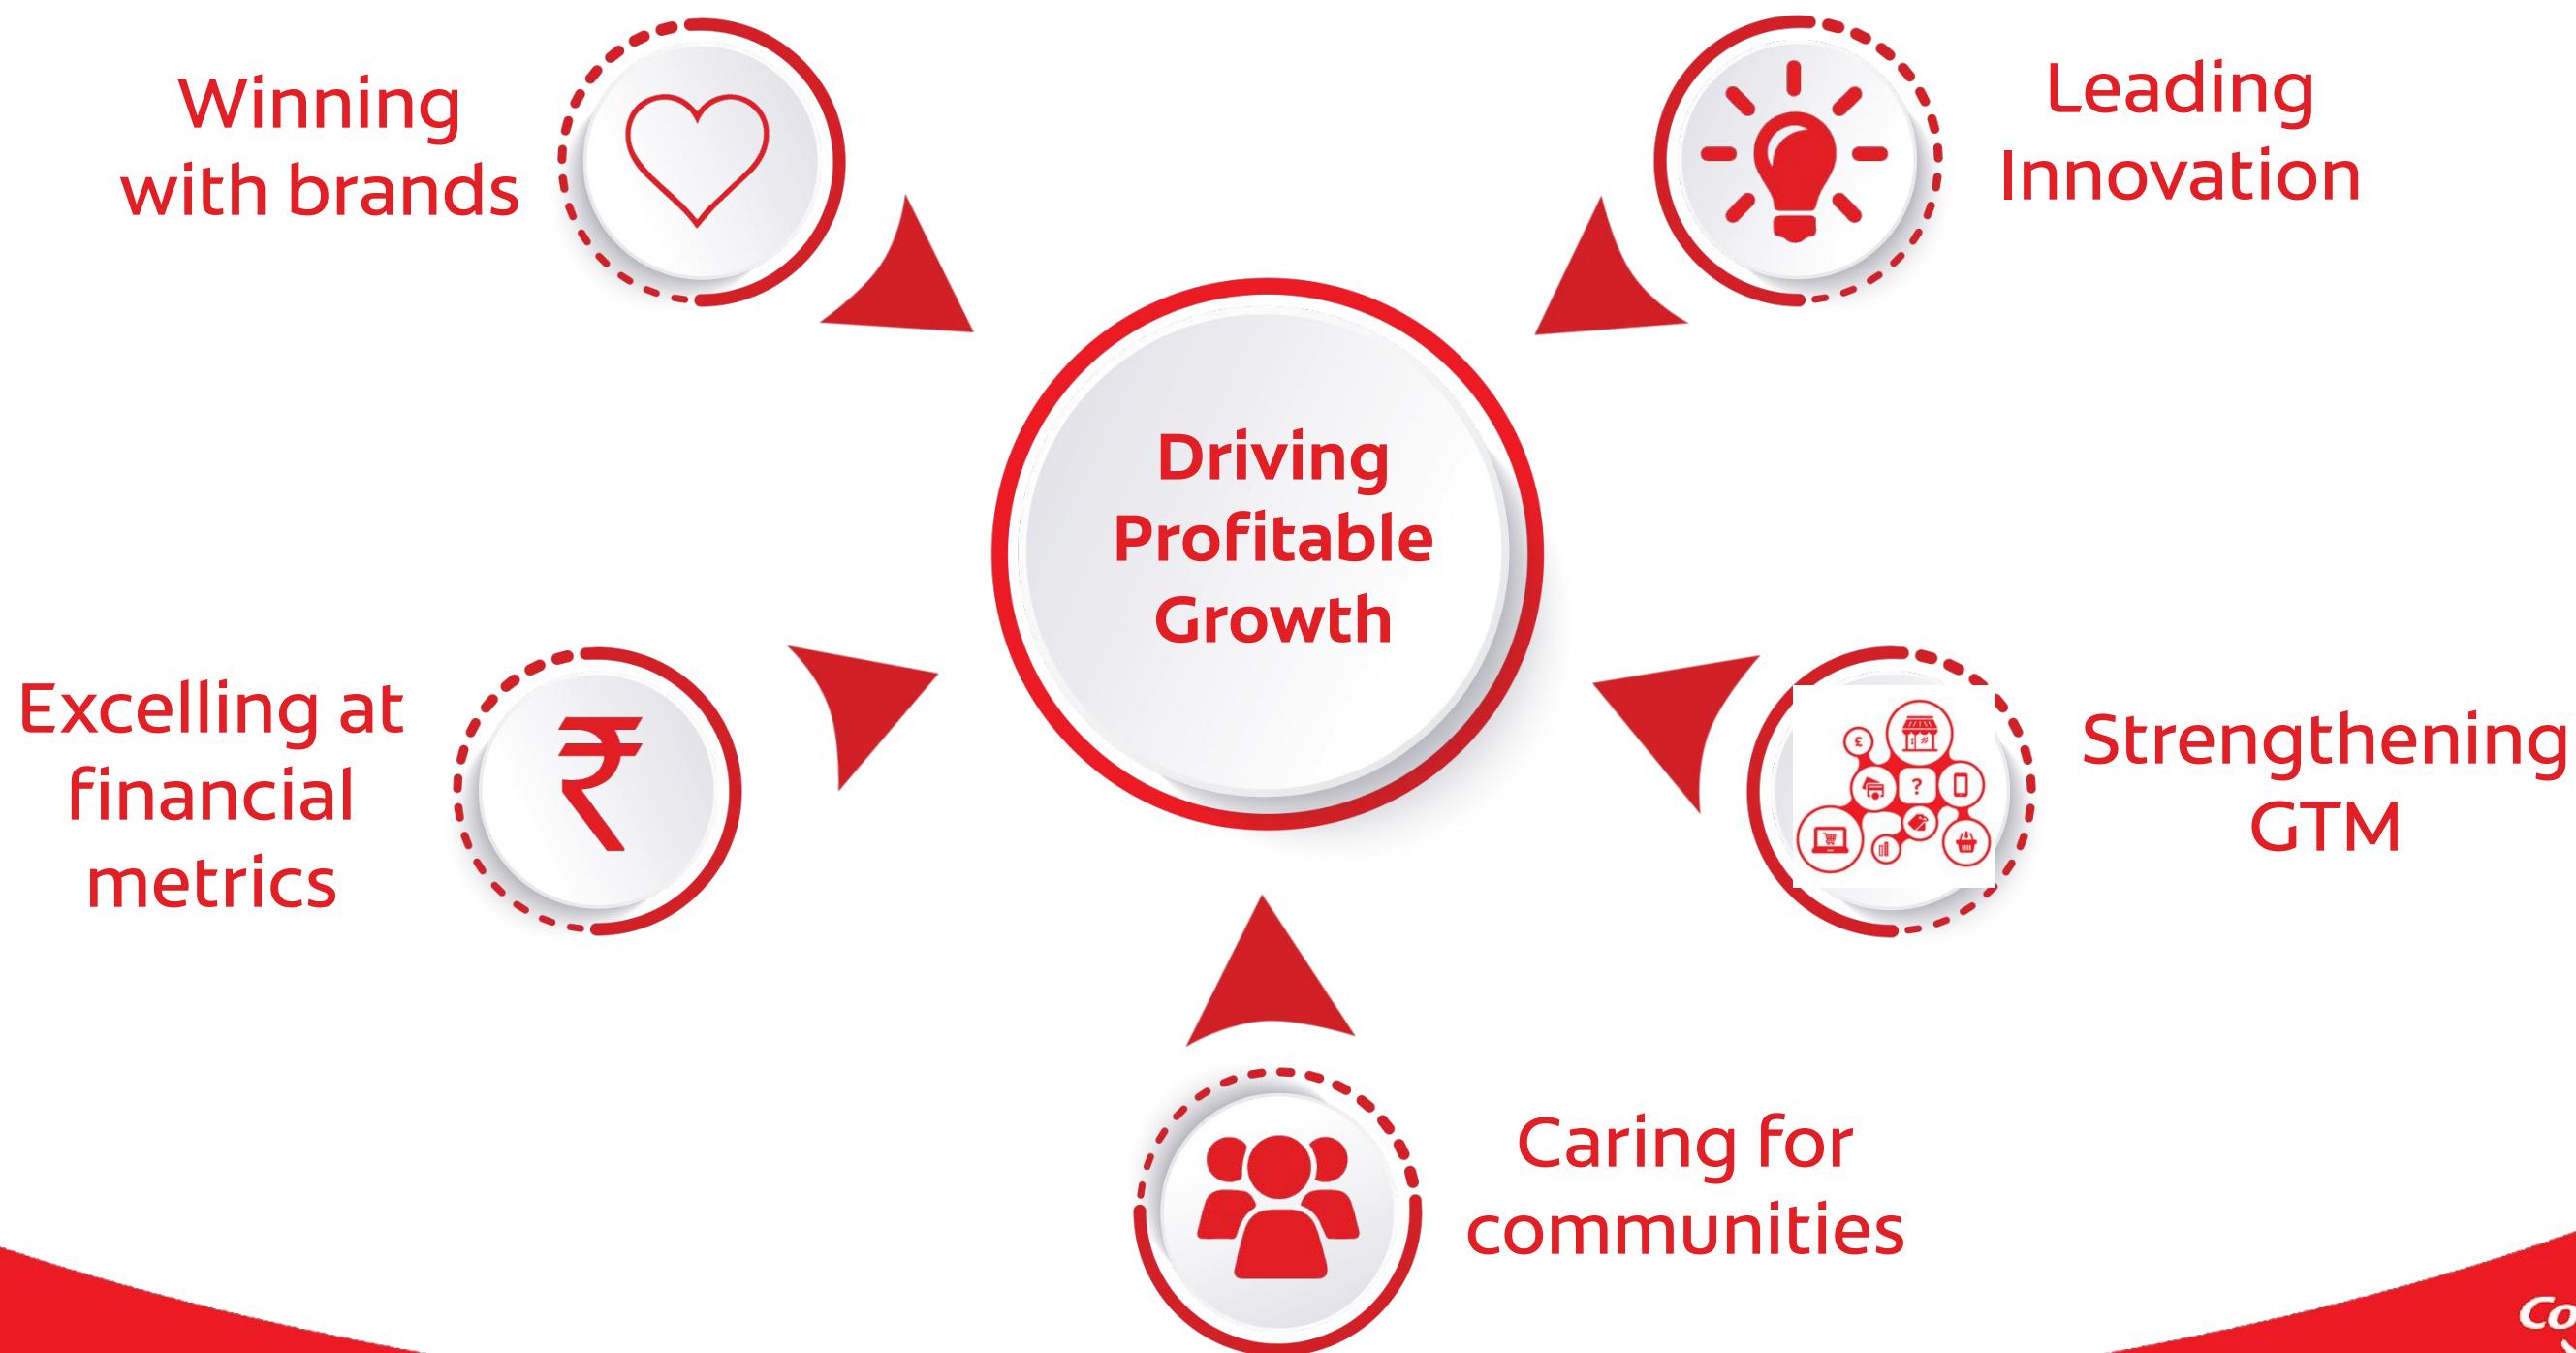 Winning
with brands
Leading
Innovation
Driving
Profitable
Growth
Excelling at
financial
metrics
₹
£
?
Strengthening
GTM
Caring for
communities